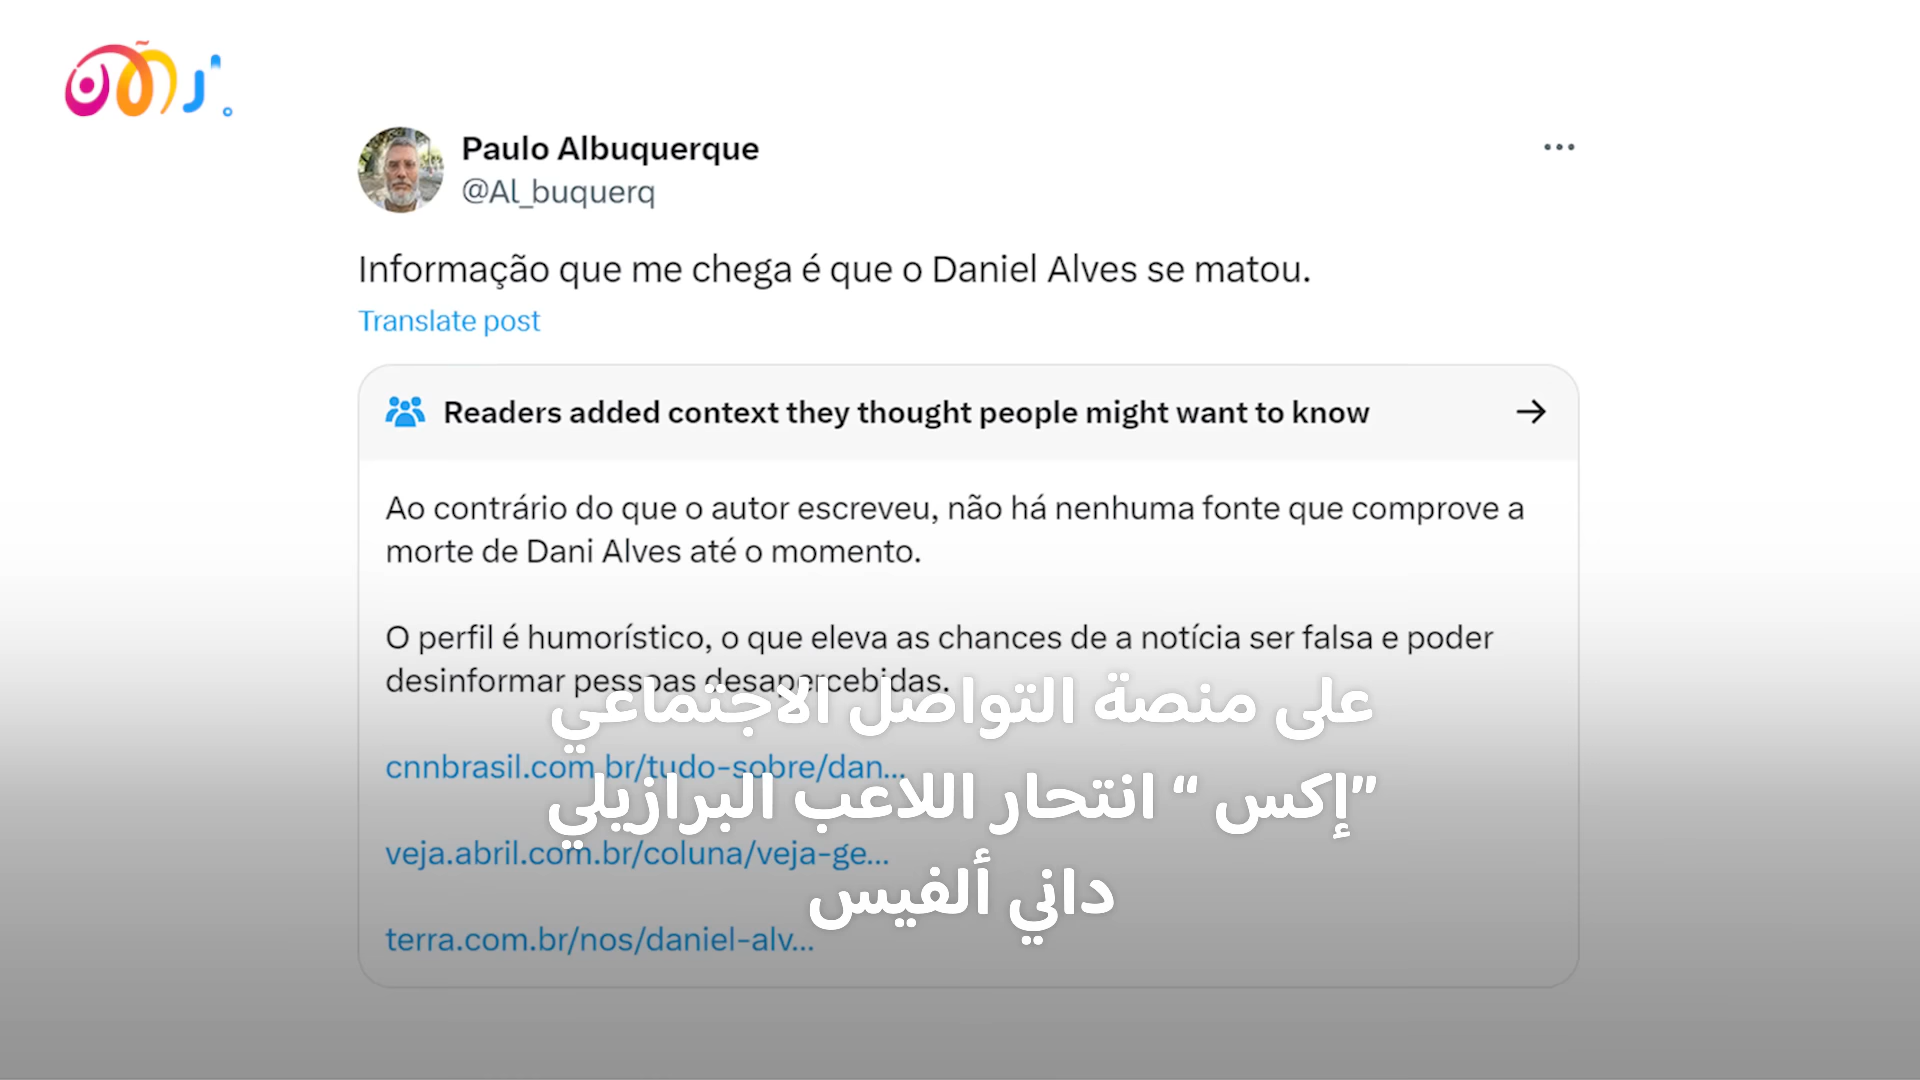 Paulo Albuquerque
@Al_buquerq
Informação que me chega é que o Daniel Alves se matou.
Translate post
Readers added context they thought people might want to know
Ao contrário do que o autor escreveu, não há nenhuma fonte que comprove a
morte de Dani Alves até o momento.
O perfil é humorístico, o que eleva as chances de a notícia ser falsa e poder
desinformar pessoas desapercebidas.
cnnbrasil.com.br/tudo-sobre/dan...
veja.abril.com.br/coluna/veja-ge...
terra.com.br/nos/daniel-alv...
على منصة التواصل الاجتماعي
”إكس “ انتحار اللاعب البرازيلي
داني ألفيس